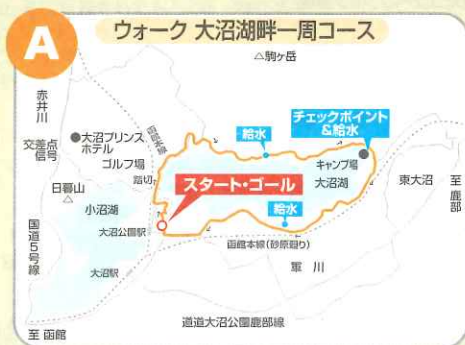 A
ウォーク 大沼湖畔一周コース
△駒ヶ岳
赤井川
交差点
信号
大沼プリンス
ホテル
ゴルフ場
函館本線
踏切
日暮山
△
小沼湖
大沼公園駅
国道5号線
大沼駅
至 函館
スタート・ゴール
給水
チェックポイント
&給水
キャンプ場
大沼湖
給水
東大沼
至 鹿部
函館本線(砂原廻り)
軍川
道道大沼公園鹿部線